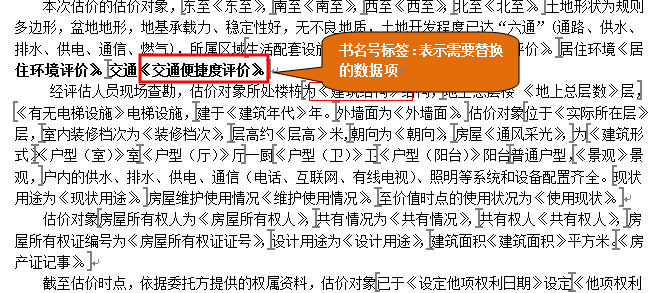 本次估价的估价对象,东至《东至》,南至《南至》,西至《西至》,北至《北至》,土地形状为规则
多边形,盆地地形,地基承载力、稳定性好,无不良地质,土地开发程度已达“六通”(通路、供水、
排水、供电、通信、燃气),所属区域生活配套设施 评价》,居住环境《居
住环境评价》,交通《交通便捷度评价》。
书名号标签:表示需要替换
的数据项
经评估人员现场查勘,估价对象所处楼栋为《建筑结构》结构,地上总层楼《地上总层数》层,
《有无电梯设施》电梯设施,建于《建筑年代》年。外墙面为《外墙面》。估价对象位于《实际所在层》
层,室内装修档次为《装修档次》,层高约《层高》米,朝向为《朝向》,房屋《通风采光》,为《建筑形
式》《户型(室)》室《户型(厅)》厅一厨《户型(卫)》卫《户型(阳台)》阳台普通户型,《景观》景
观,户内的供水、排水、供电、通信(电话、互联网、有线电视)、照明等系统和设备配置齐全。现状
用途为《现状用途》,房屋维护使用情况《维护使用情况》,至价值时点的使用状况为《使用现状》。
估价对象房屋所有权人为《房屋所有权人》,共有情况为《共有情况》,共有权人《共有权人》,房
屋所有权证编号为《房屋所有权证证号》,设计用途为《设计用途》,建筑面积《建筑面积》平方米,《房
产证记事》。
截至估价时点,依据委托方提供的权属资料,估价对象已于《设定他项权利日期》设定《他项权利